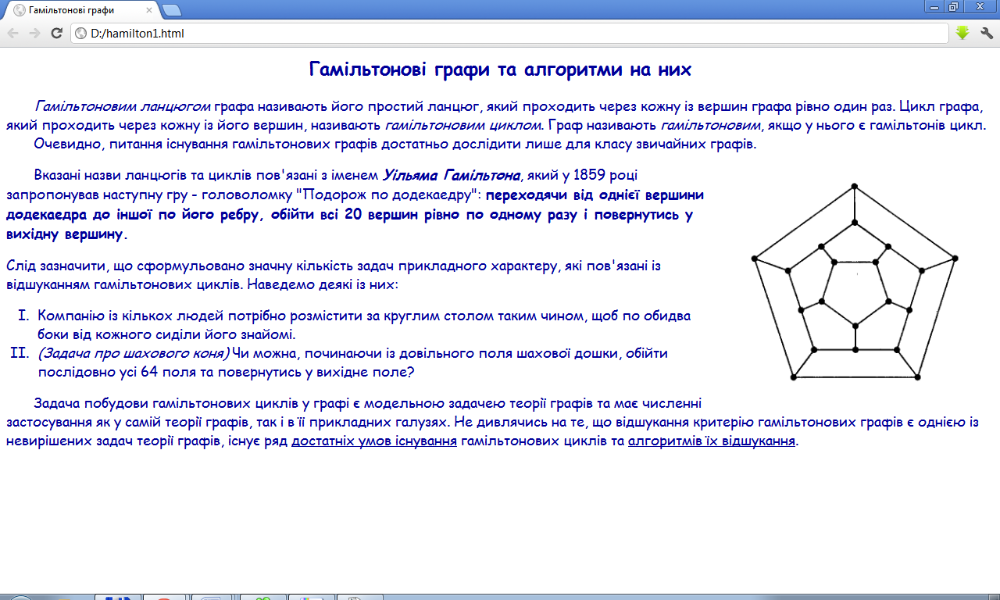 Гамільтонові графи
D:/hamilton1.html
Гамільтонові графи та алгоритми на них
Гамільтоновим ланцюгом графа називають його простий ланцюг, який проходить через кожну із вершин графа рівно один раз. Цикл графа,
який проходить через кожну із його вершин, називають гамільтоновим циклом. Граф називають гамільтоновим, якщо у нього є гамільтонів цикл.
Очевидно, питання існування гамільтонових графів достатньо дослідити лише для класу звичайних графів.
Вказані назви ланцюгів та циклів пов'язані з іменем Уільяма Гамільтона, який у 1859 році
запропонував наступну гру - головоломку "Подорож по додекаедру": переходячи від однієї вершини
додекаедра до іншої по його ребру, обійти всі 20 вершин рівно по одному разу і повернутись у
вихідну вершину.
Слід зазначити, що сформульовано значну кількість задач прикладного характеру, які пов'язані із
відшуканням гамільтонових циклів. Наведемо деякі із них:
I. Компанію із кількох людей потрібно розмістити за круглим столом таким чином, щоб по обидва
боки від кожного сиділи його знайомі.
II. (Задача про шахового коня) Чи можна, починаючи із довільного поля шахової дошки, обійти
послідовно усі 64 поля та повернутись у вихідне поле?
Задача побудови гамільтонових циклів у графі є модельною задачею теорії графів та має численні
застосування як у самій теорії графів, так і в її прикладних галузях. Не дивлячись на те, що відшукання критерію гамільтонових графів є однією із
невирішених задач теорії графів, існує ряд достатніх умов існування гамільтонових циклів та алгоритмів їх відшукання.